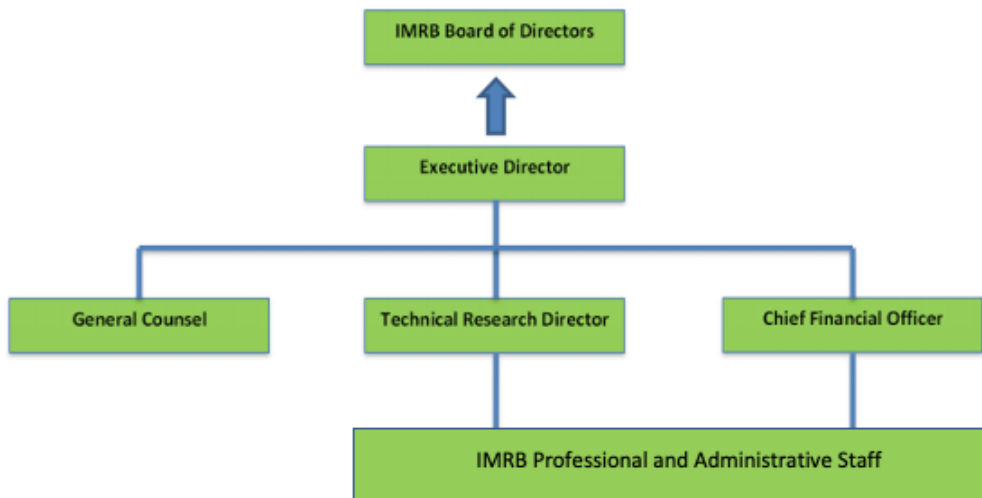 IMRB Board of Directors
Executive Director
General Counsel
Technical Research Director
Chief Financial Officer
IMRB Professional and Administrative Staff